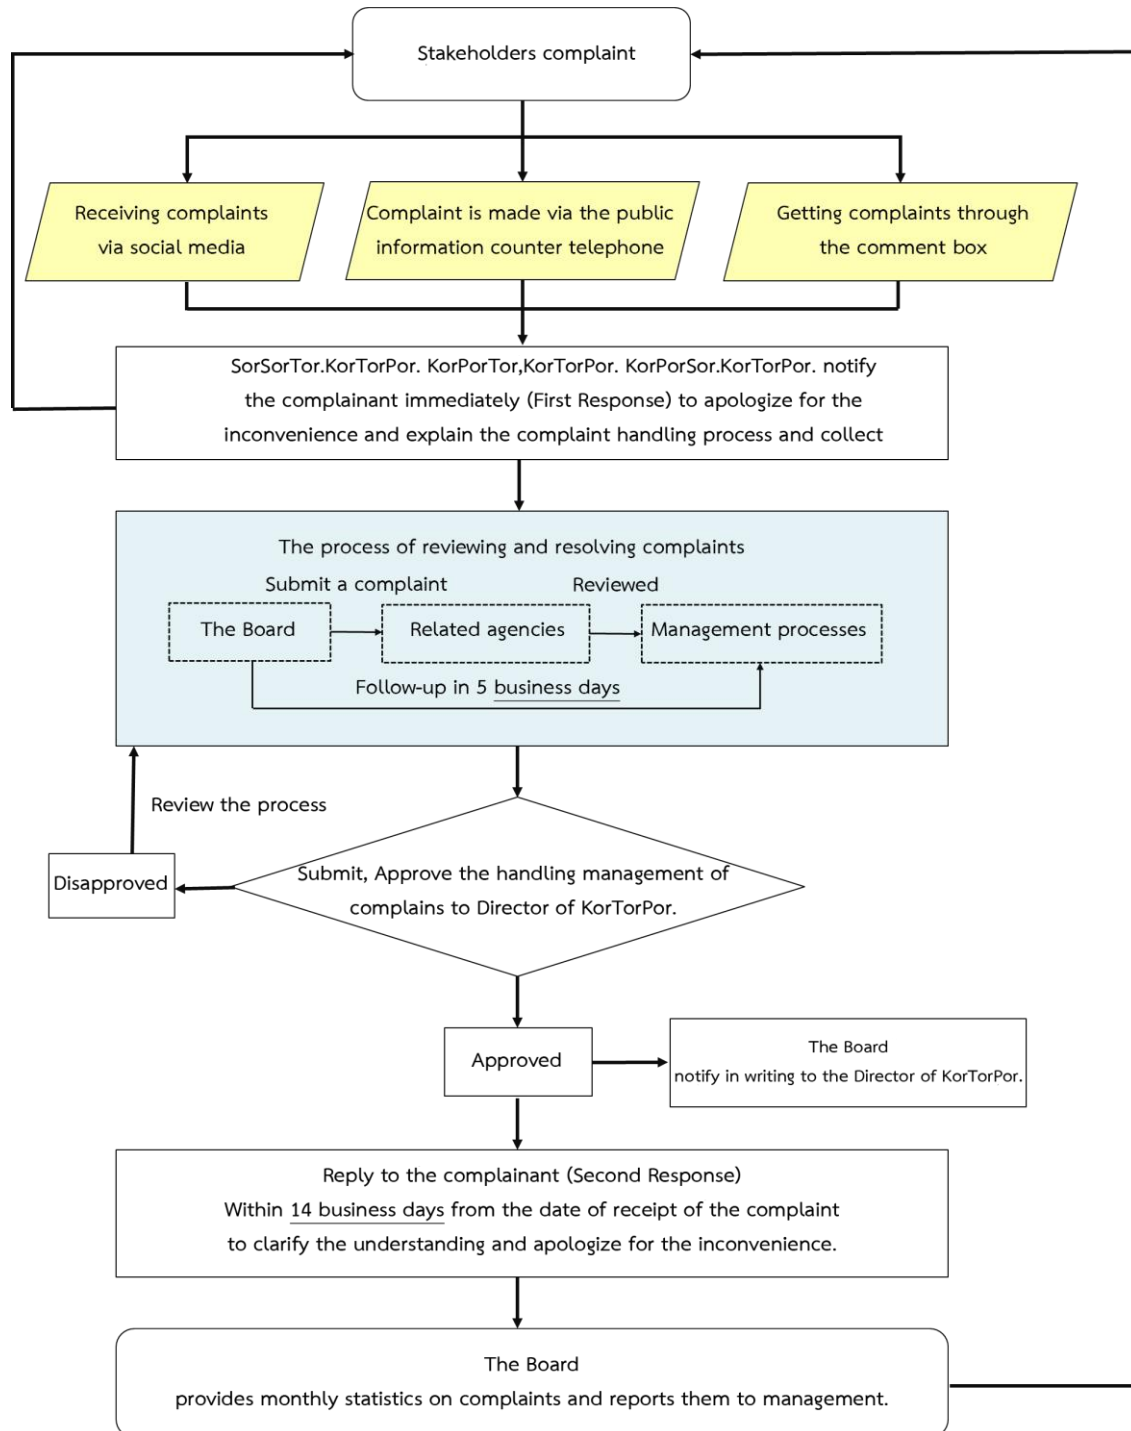 Stakeholders complaint
Receiving complaints
via social media
Complaint is made via the public
information counter telephone
Getting complaints through
the comment box
SorSorTor.KorTorPor. KorPorTor,KorTorPor. KorPorSor.KorTorPor. notify
the complainant immediately (First Response) to apologize for the
inconvenience and explain the complaint handling process and collect
The process of reviewing and resolving complaints
Submit a complaint
Reviewed
The Board
Related agencies
Management processes
Follow-up in 5 business days
Review the process
Disapproved
Submit, Approve the handling management of
complains to Director of KorTorPor.
Approved
The Board
notify in writing to the Director of KorTorPor.
Reply to the complainant (Second Response)
Within 14 business days from the date of receipt of the complaint
to clarify the understanding and apologize for the inconvenience.
The Board
provides monthly statistics on complaints and reports them to management.